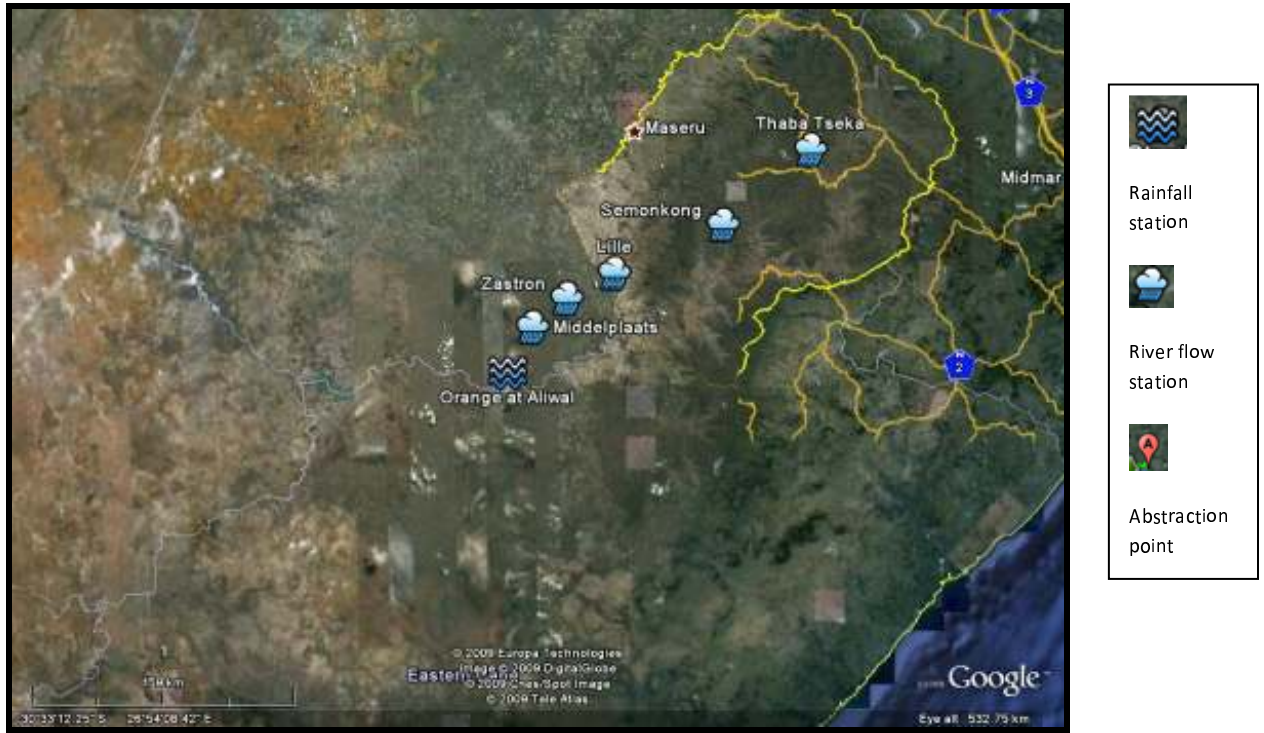 Maseru
Thaba Tseka
3
Midmar
Semonkong
Lille
Zastron
Middelplaats
N
2
Orange at Aliwal
© 2009 Europa Technologies
Image © 2009 DigitalGlobe
© 2009 Cnes/Spot Image
© 2009 Tele Atlas
Eastern
Google
Eye alt 532.75 km
Rainfall
station
River flow
station
A
Abstraction
point